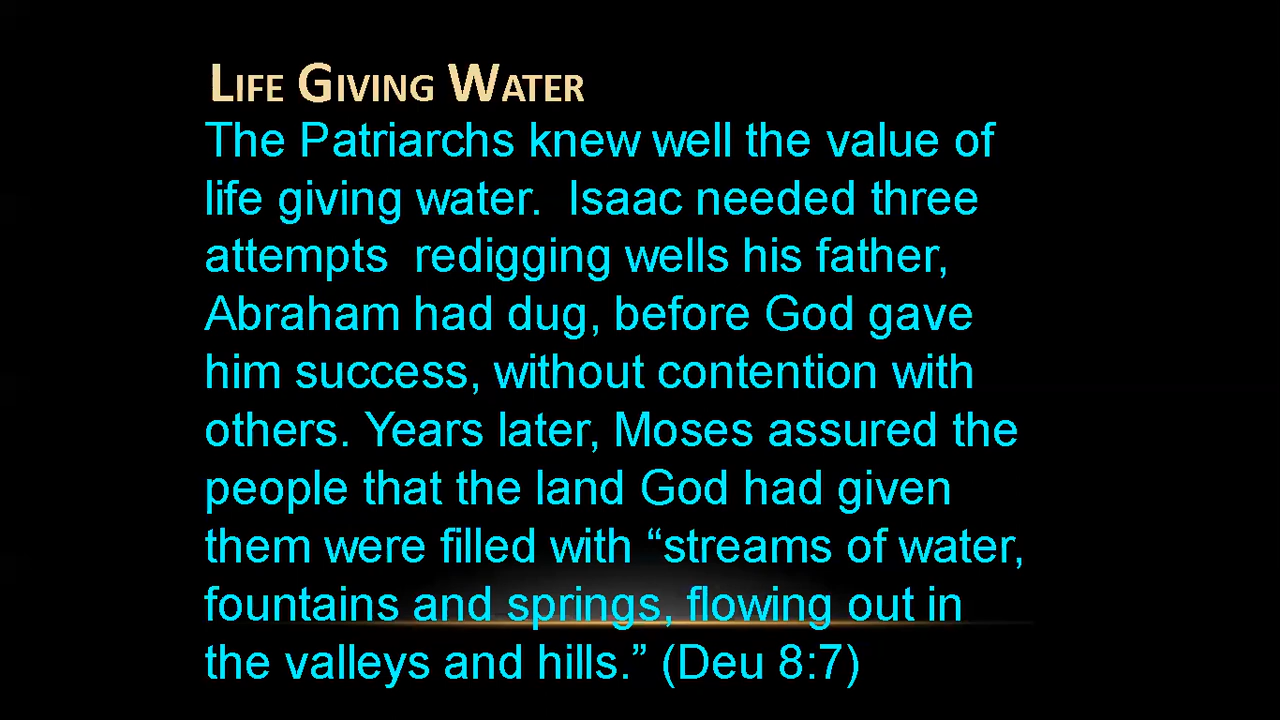 LIFE GIVING WATER
The Patriarchs knew well the value of
life giving water.  Isaac needed three
attempts  redigging wells his father,
Abraham had dug, before God gave
him success, without contention with
others. Years later, Moses assured the
people that the land God had given
them were filled with “streams of water,
fountains and springs, flowing out in
the valleys and hills.” (Deu 8:7)